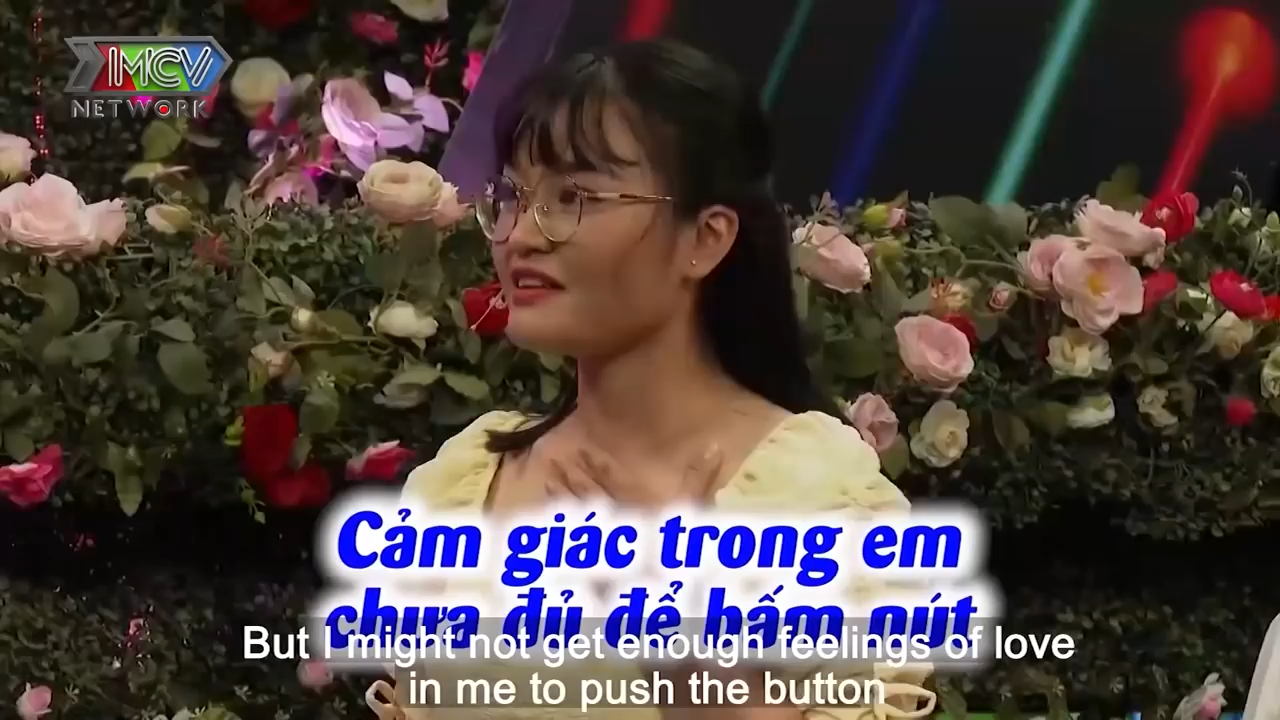 MCV
NETWORK
Cảm giác trong em
chưa đủ để bấm nút
But I might not get enough feelings of love
in me to push the button